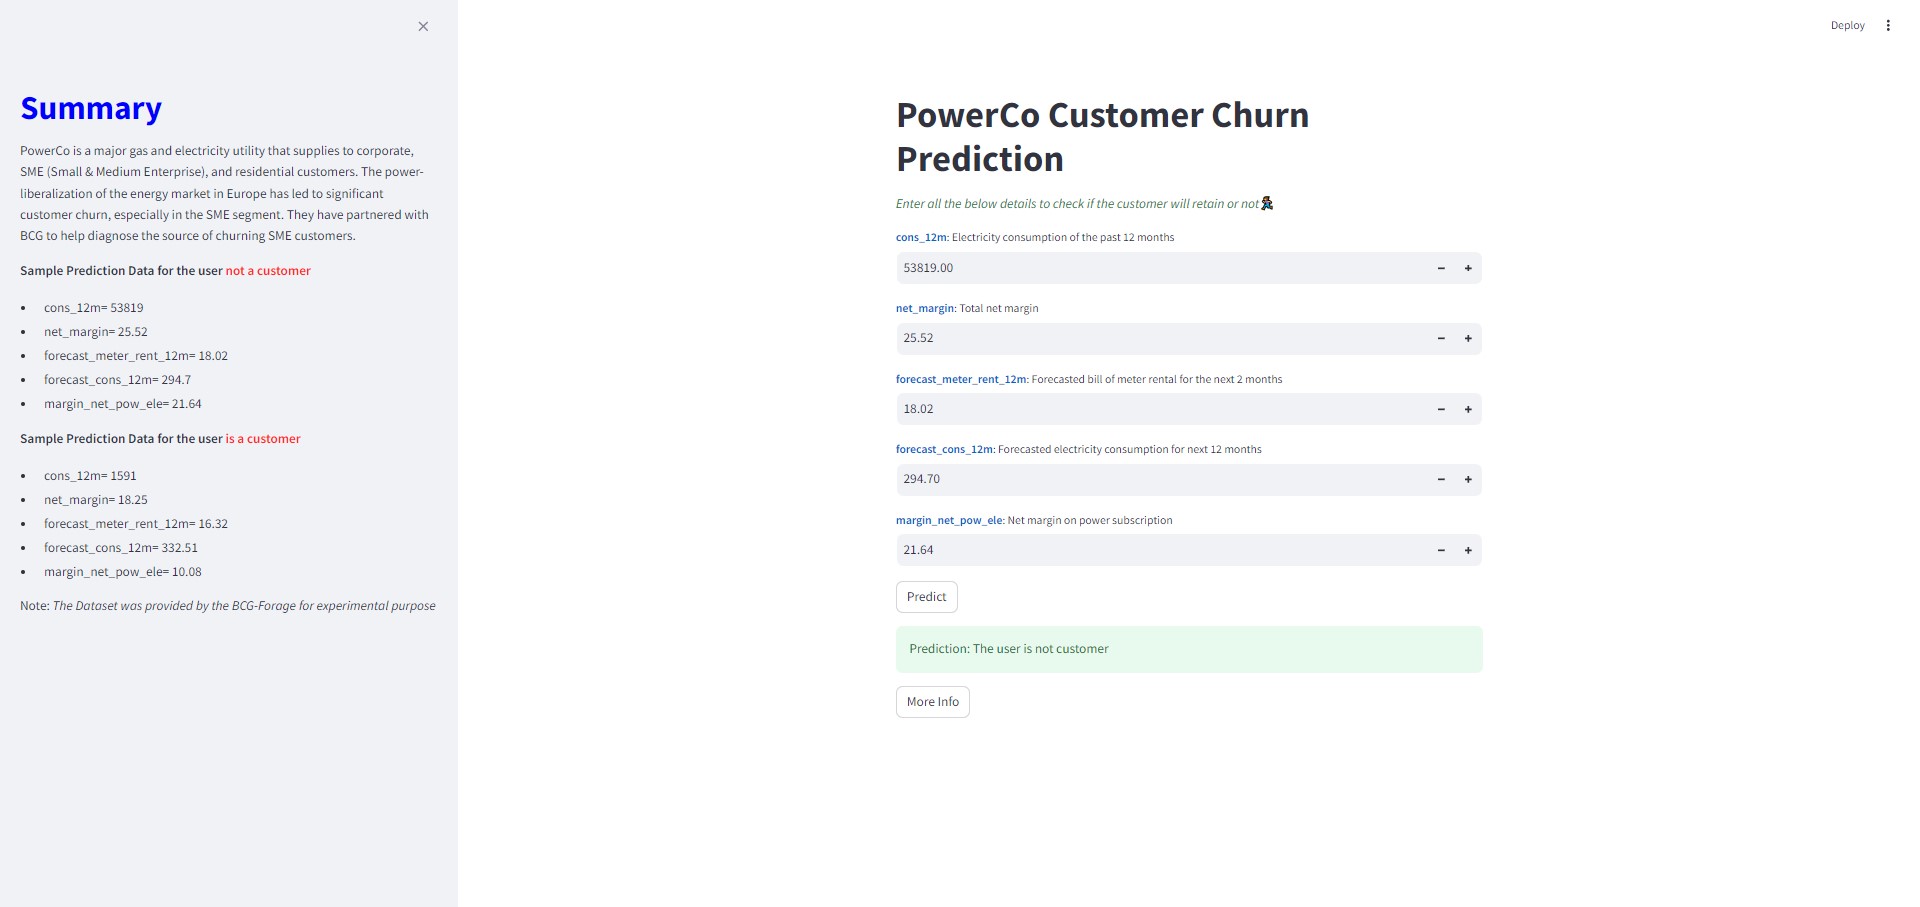 Summary
PowerCo is a major gas and electricity utility that supplies to corporate,
SME (Small & Medium Enterprise), and residential customers. The power-
liberalization of the energy market in Europe has led to significant
customer churn, especially in the SME segment. They have partnered with
BCG to help diagnose the source of churning SME customers.
Sample Prediction Data for the user not a customer
• cons_12m= 53819
• net_margin= 25.52
• forecast_meter_rent_12m= 18.02
• forecast_cons_12m= 294.7
• margin_net_pow_ele= 21.64
Sample Prediction Data for the user is a customer
• cons_12m= 1591
• net_margin= 18.25
• forecast_meter_rent_12m= 16.32
• forecast_cons_12m= 332.51
• margin_net_pow_ele= 10.08
Note: The Dataset was provided by the BCG-Forage for experimental purpose
Deploy
PowerCo Customer Churn
Prediction
Enter all the below details to check if the customer will retain or not
cons_12m: Electricity consumption of the past 12 months
53819.00
net_margin: Total net margin
25.52
forecast_meter_rent_12m: Forecasted bill of meter rental for the next 2 months
18.02
forecast_cons_12m: Forecasted electricity consumption for next 12 months
294.70
margin_net_pow_ele: Net margin on power subscription
21.64
Predict
Prediction: The user is not customer
More Info